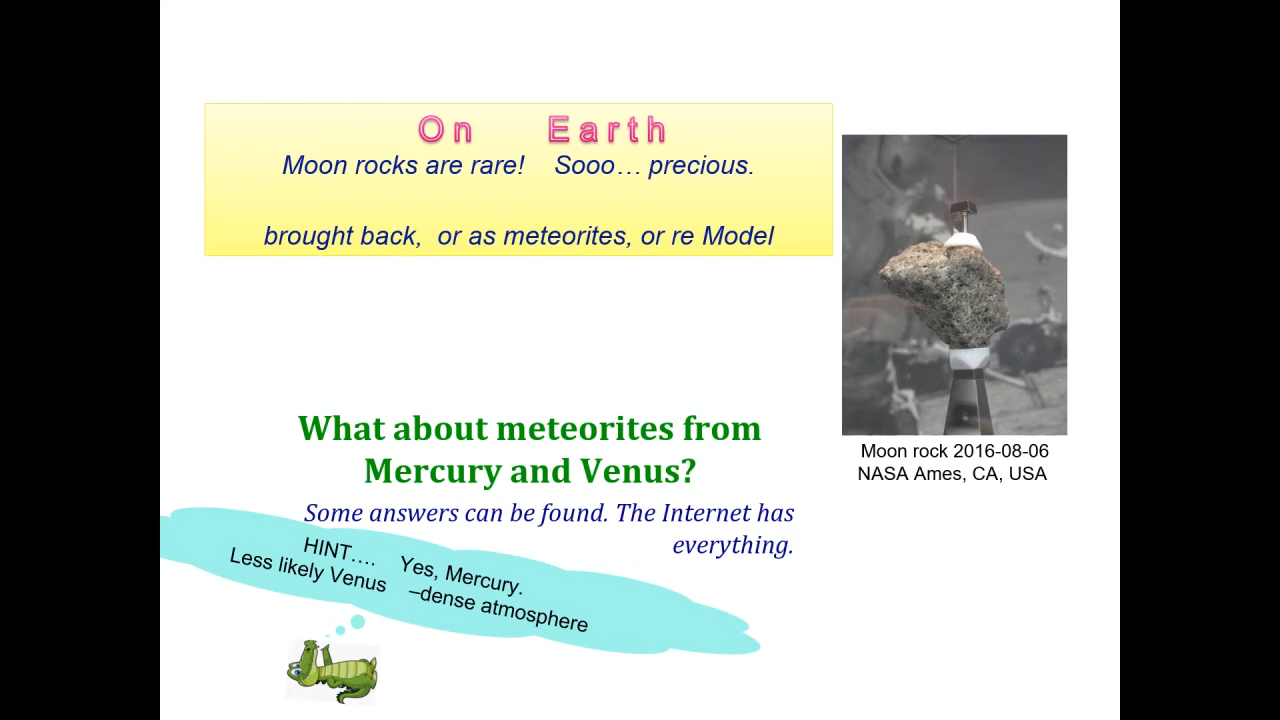 On Earth
Moon rocks are rare! Sooo… precious.
brought back, or as meteorites, or re Model
Moon rock 2016-08-06
NASA Ames, CA, USA
What about meteorites from
Mercury and Venus?
Some answers can be found. The Internet has
everything.
HINT…. Yes, Mercury.
Less likely Venus –dense atmosphere